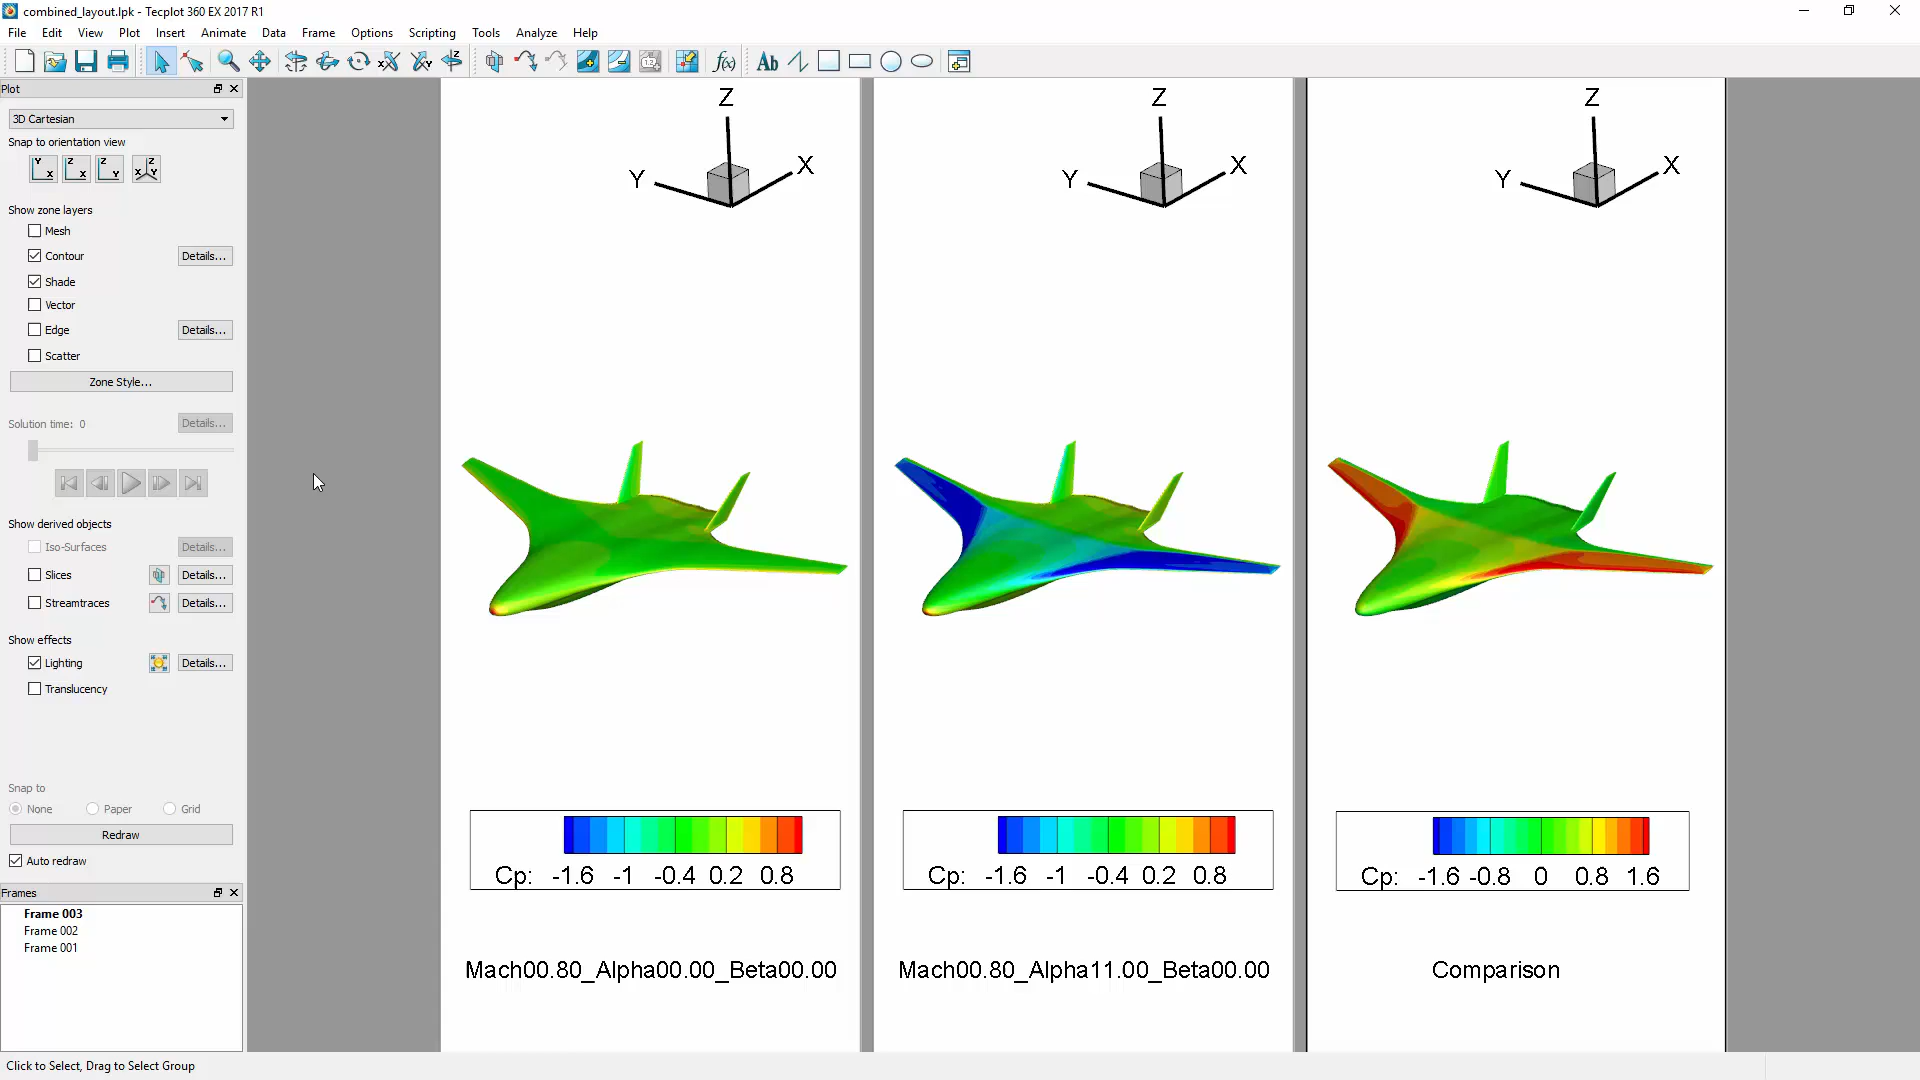 combined_layout.lpk - Tecplot 360 EX 2017 R1
File Edit View Plot Insert Animate Data Frame Options Scripting Tools Analyze Help
Plot
3D Cartesian
Snap to orientation view
Y X Z X Z Y Z X Y
Show zone layers
Mesh
Contour Details...
Shade
Vector
Edge Details...
Scatter
Zone Style...
Solution time: 0 Details...
Show derived objects
Iso-Surfaces Details...
Slices Details...
Streamtraces Details...
Show effects
Lighting Details...
Translucency
Snap to
None Paper Grid
Redraw
Auto redraw
Frames
Frame 003
Frame 002
Frame 001
Click to Select, Drag to Select Group
Z
Y X
Cp: -1.6 -1 -0.4 0.2 0.8
Mach00.80_Alpha00.00_Beta00.00
Z
Y X
Cp: -1.6 -1 -0.4 0.2 0.8
Mach00.80_Alpha11.00_Beta00.00
Z
Y X
Cp: -1.6 -0.8 0 0.8 1.6
Comparison